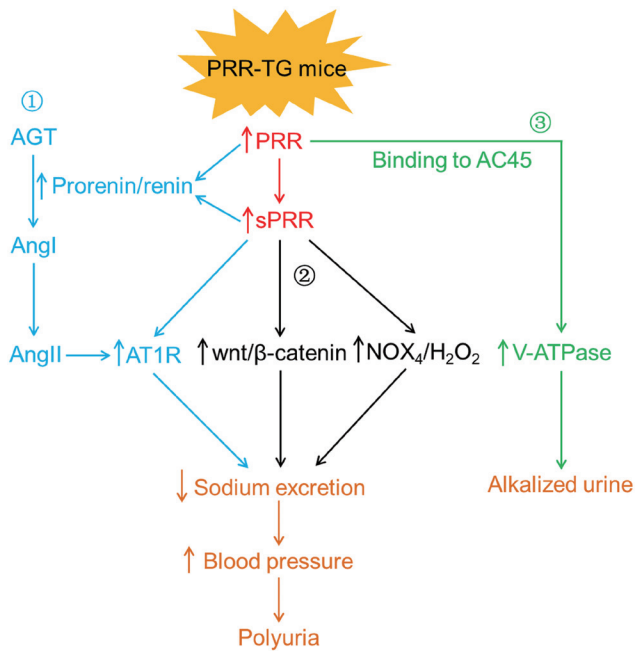 PRR-TG mice
①
③
AGT
↑PRR
Binding to AC45
↑Prorenin/renin
↑sPRR
AngI
②
AngII
↑AT1R
↑wnt/β-catenin
↑NOX₄/H₂O₂
↑V-ATPase
↓Sodium excretion
Alkalized urine
↑Blood pressure
Polyuria